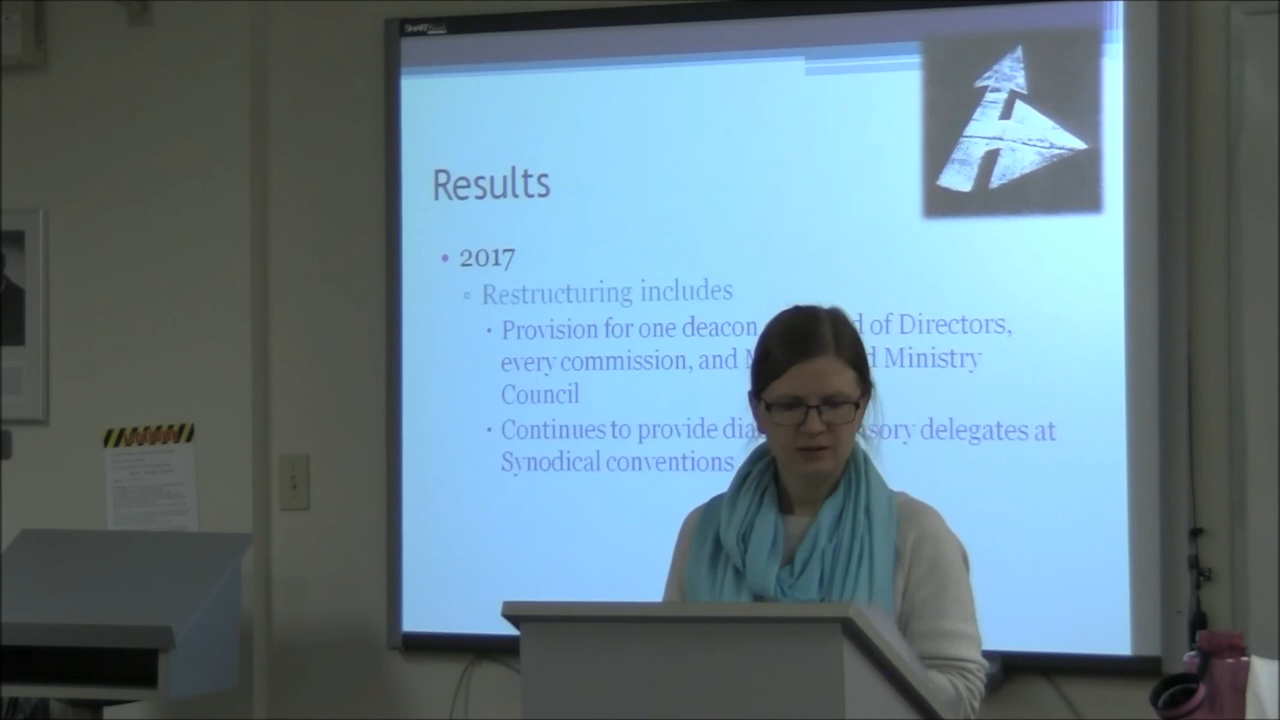 SMART
Results
• 2017
▫ Restructuring includes
· Provision for one deacon d of Directors,
every commission, and M d Ministry
Council
· Continues to provide dia sory delegates at
Synodical conventions